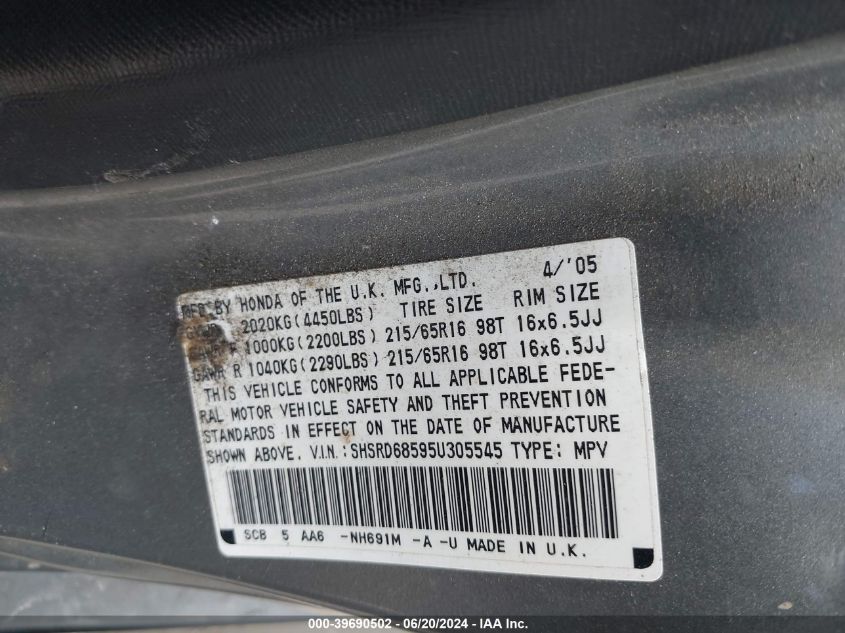 4/'05
MFD BY HONDA OF THE U.K. MFG.,LTD.
2020KG(4450LBS) TIRE SIZE RIM SIZE
1000KG(2200LBS) 215/65R16 98T 16x6.5JJ
GAWR R 1040KG(2290LBS) 215/65R16 98T 16x6.5JJ
THIS VEHICLE CONFORMS TO ALL APPLICABLE FEDE-
RAL MOTOR VEHICLE SAFETY AND THEFT PREVENTION
STANDARDS IN EFFECT ON THE DATE OF MANUFACTURE
SHOWN ABOVE. V.I.N.: SHSRD68595U305545 TYPE: MPV
SCB 5 AA6 -NH691M -A -U MADE IN U.K.
000-39690502 - 06/20/2024 - IAA Inc.